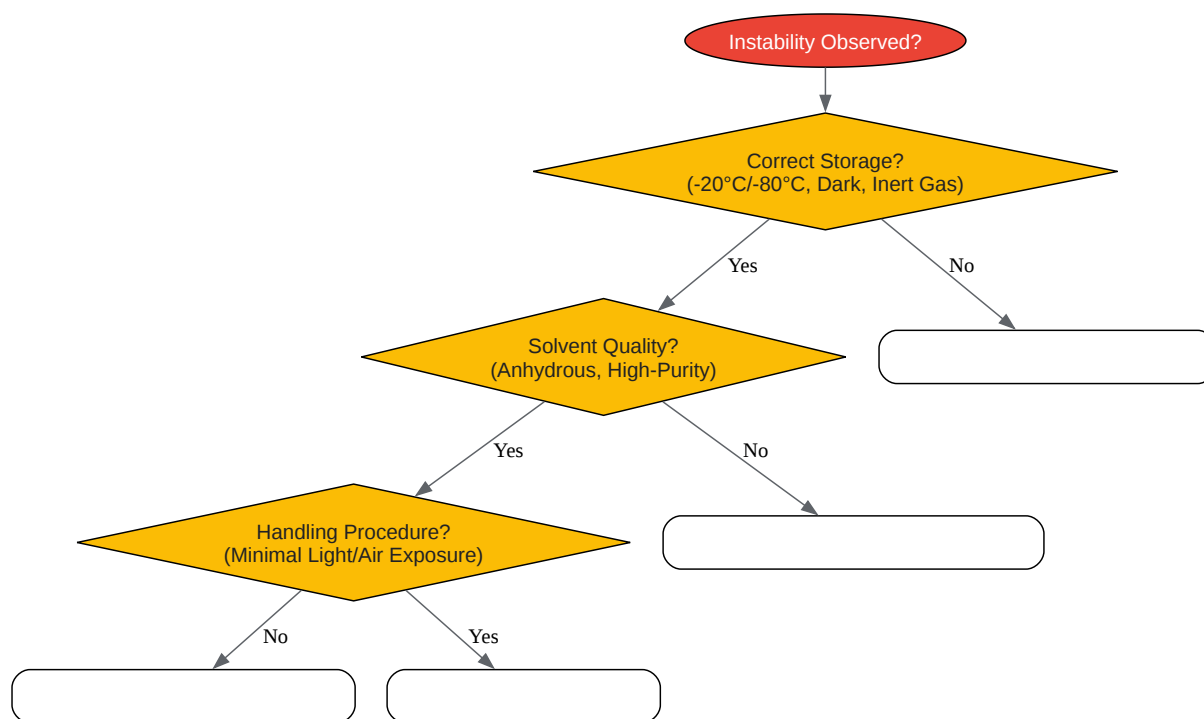 Instability Observed?
Correct Storage?
(-20°C/-80°C, Dark, Inert Gas)
Yes
No
Solvent Quality?
(Anhydrous, High-Purity)
Yes
No
Handling Procedure?
(Minimal Light/Air Exposure)
No
Yes